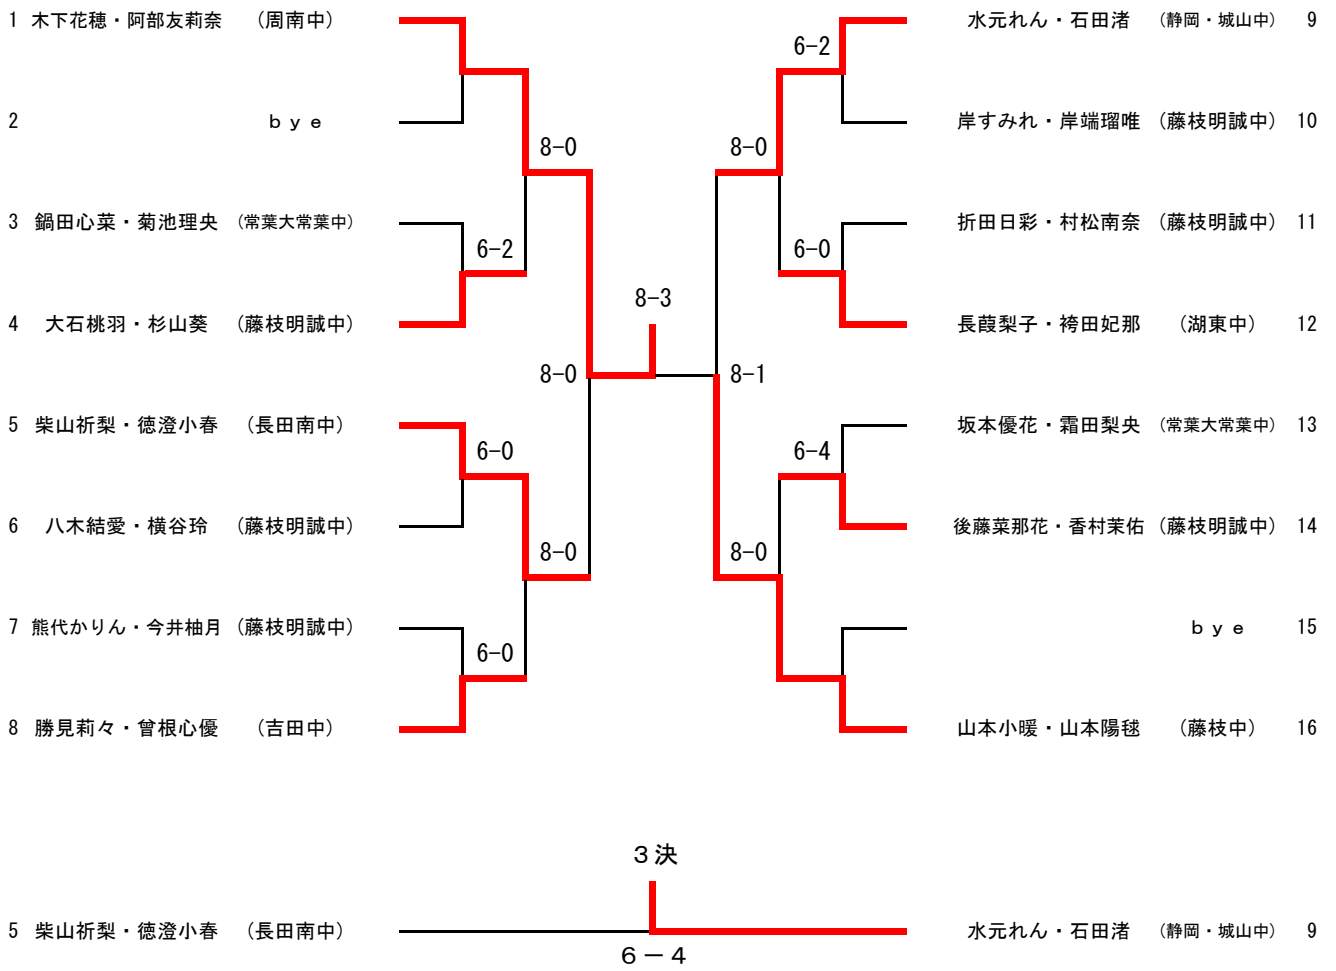 1 木下花穂・阿部友莉奈 （周南中）
水元れん・石田渚 （静岡・城山中） 9
6-2
2 ｂｙｅ
岸すみれ・岸端瑠唯 （藤枝明誠中） 10
8-0
8-0
3 鍋田心菜・菊池理央 （常葉大常葉中）
折田日彩・村松南奈 （藤枝明誠中） 11
6-2
6-0
8-3
4 大石桃羽・杉山葵 （藤枝明誠中）
長葭梨子・袴田妃那 （湖東中） 12
8-0
8-1
5 柴山祈梨・徳澄小春 （長田南中）
坂本優花・霜田梨央 （常葉大常葉中） 13
6-0
6-4
6 八木結愛・横谷玲 （藤枝明誠中）
後藤菜那花・香村茉佑 （藤枝明誠中） 14
8-0
8-0
7 熊代かりん・今井柚月 （藤枝明誠中）
ｂｙｅ 15
6-0
8 勝見莉々・曾根心優 （吉田中）
山本小暖・山本陽毬 （藤枝中） 16
３決
5 柴山祈梨・徳澄小春 （長田南中）
水元れん・石田渚 （静岡・城山中） 9
６－４